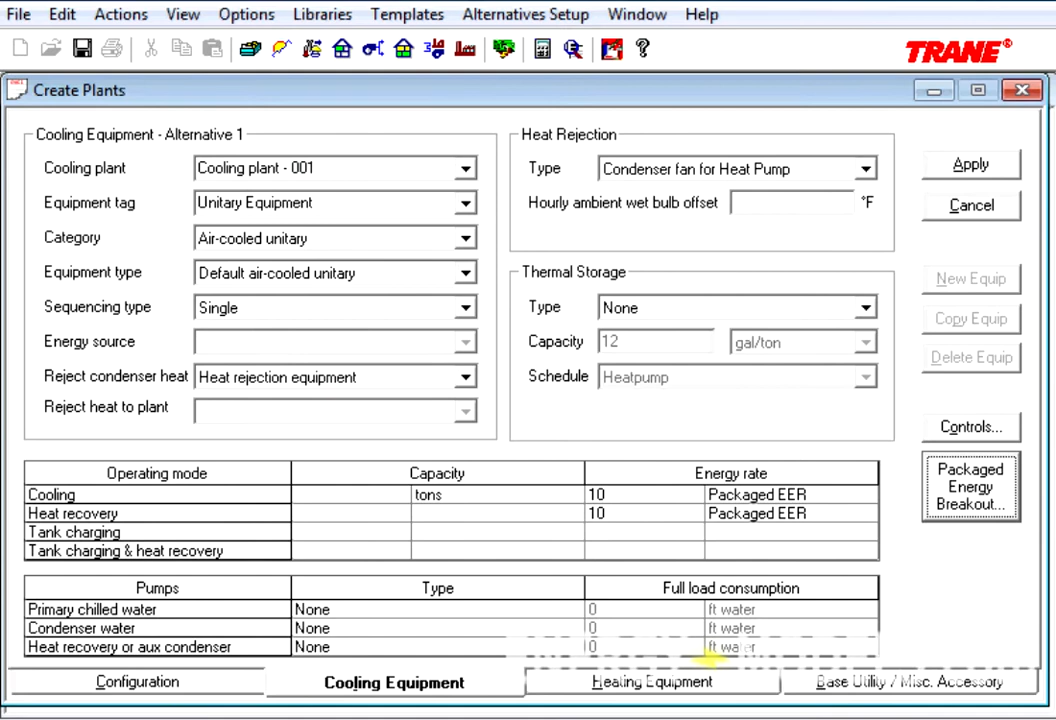 File Edit Actions View Options Libraries Templates Alternatives Setup Window Help
TRANE®
Create Plants
Cooling Equipment - Alternative 1
Cooling plant Cooling plant - 001
Equipment tag Unitary Equipment
Category Air-cooled unitary
Equipment type Default air-cooled unitary
Sequencing type Single
Energy source
Reject condenser heat Heat rejection equipment
Reject heat to plant
Heat Rejection
Type Condenser fan for Heat Pump
Hourly ambient wet bulb offset °F
Thermal Storage
Type None
Capacity 12 gal/ton
Schedule Heatpump
Apply
Cancel
New Equip
Copy Equip
Delete Equip
Controls...
Packaged
Energy
Breakout...
Operating mode Capacity Energy rate
Cooling tons 10 Packaged EER
Heat recovery 10 Packaged EER
Tank charging
Tank charging & heat recovery
Pumps Type Full load consumption
Primary chilled water None 0 ft water
Condenser water None 0 ft water
Heat recovery or aux condenser None 0 ft water
Configuration Cooling Equipment Heating Equipment Base Utility / Misc. Accessory